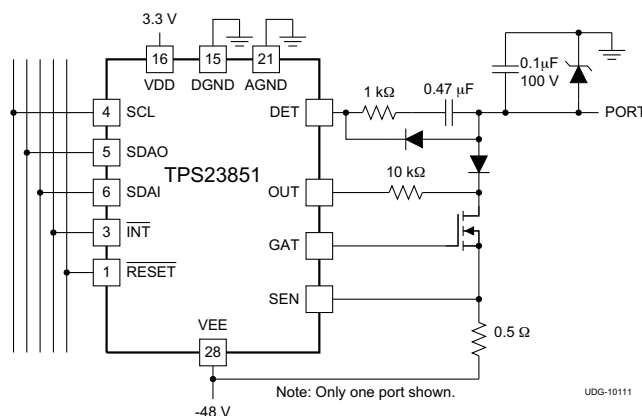 3.3 V
16
15
21
VDD
DGND
AGND
4
SCL
5
SDAO
6
SDAI
3
INT
1
RESET
TPS23851
DET
OUT
GAT
SEN
VEE
28
-48 V
1 kΩ
0.47 µF
0.1µF
100 V
PORT
10 kΩ
0.5 Ω
Note: Only one port shown.
UDG-10111